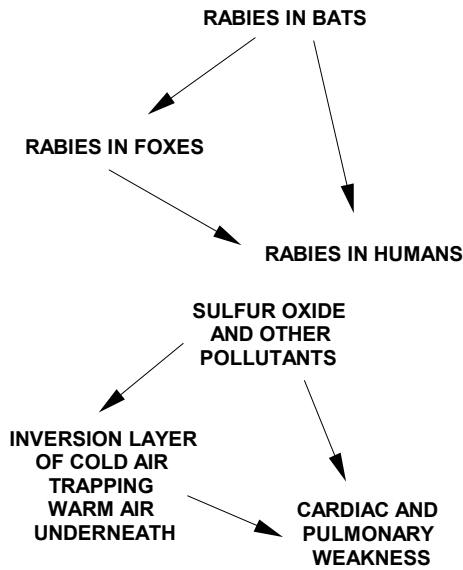 RABIES IN BATS
RABIES IN FOXES
RABIES IN HUMANS
SULFUR OXIDE
AND OTHER
POLLUTANTS
INVERSION LAYER
OF COLD AIR
TRAPPING
WARM AIR
UNDERNEATH
CARDIAC AND
PULMONARY
WEAKNESS